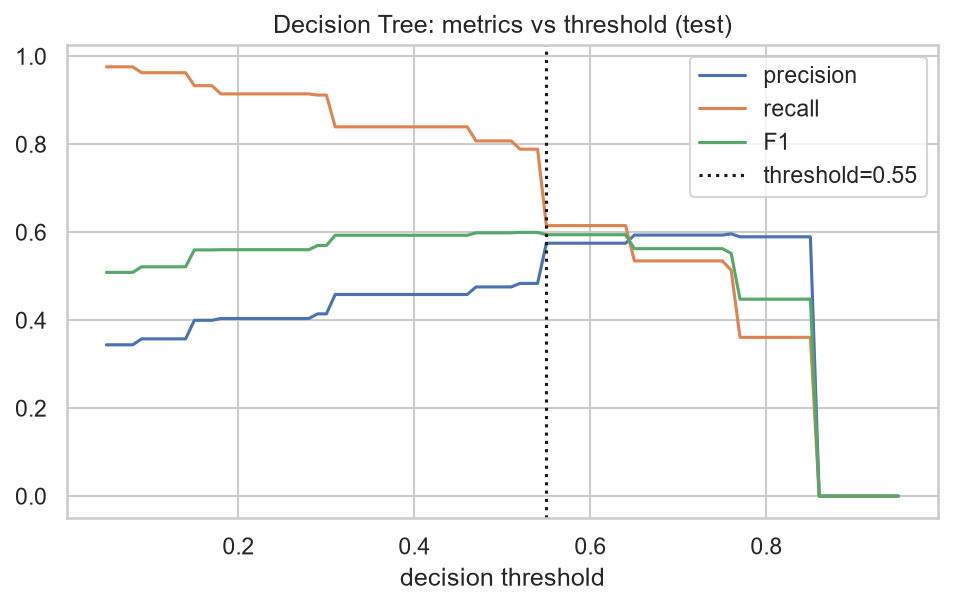 Decision Tree: metrics vs threshold (test)
1.0
0.8
0.6
0.4
0.2
0.0
precision
recall
F1
threshold=0.55
0.2
0.4
0.6
0.8
decision threshold